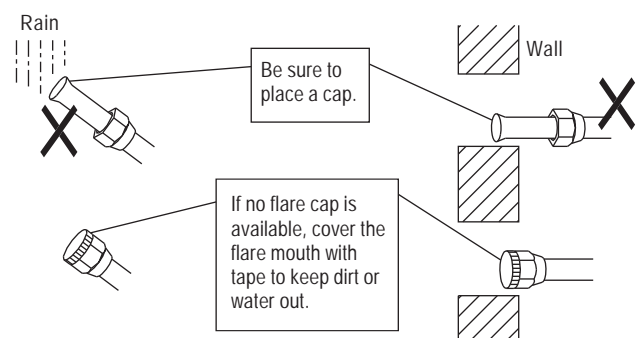 Rain
Wall
Be sure to
place a cap.
If no flare cap is
available, cover the
flare mouth with
tape to keep dirt or
water out.